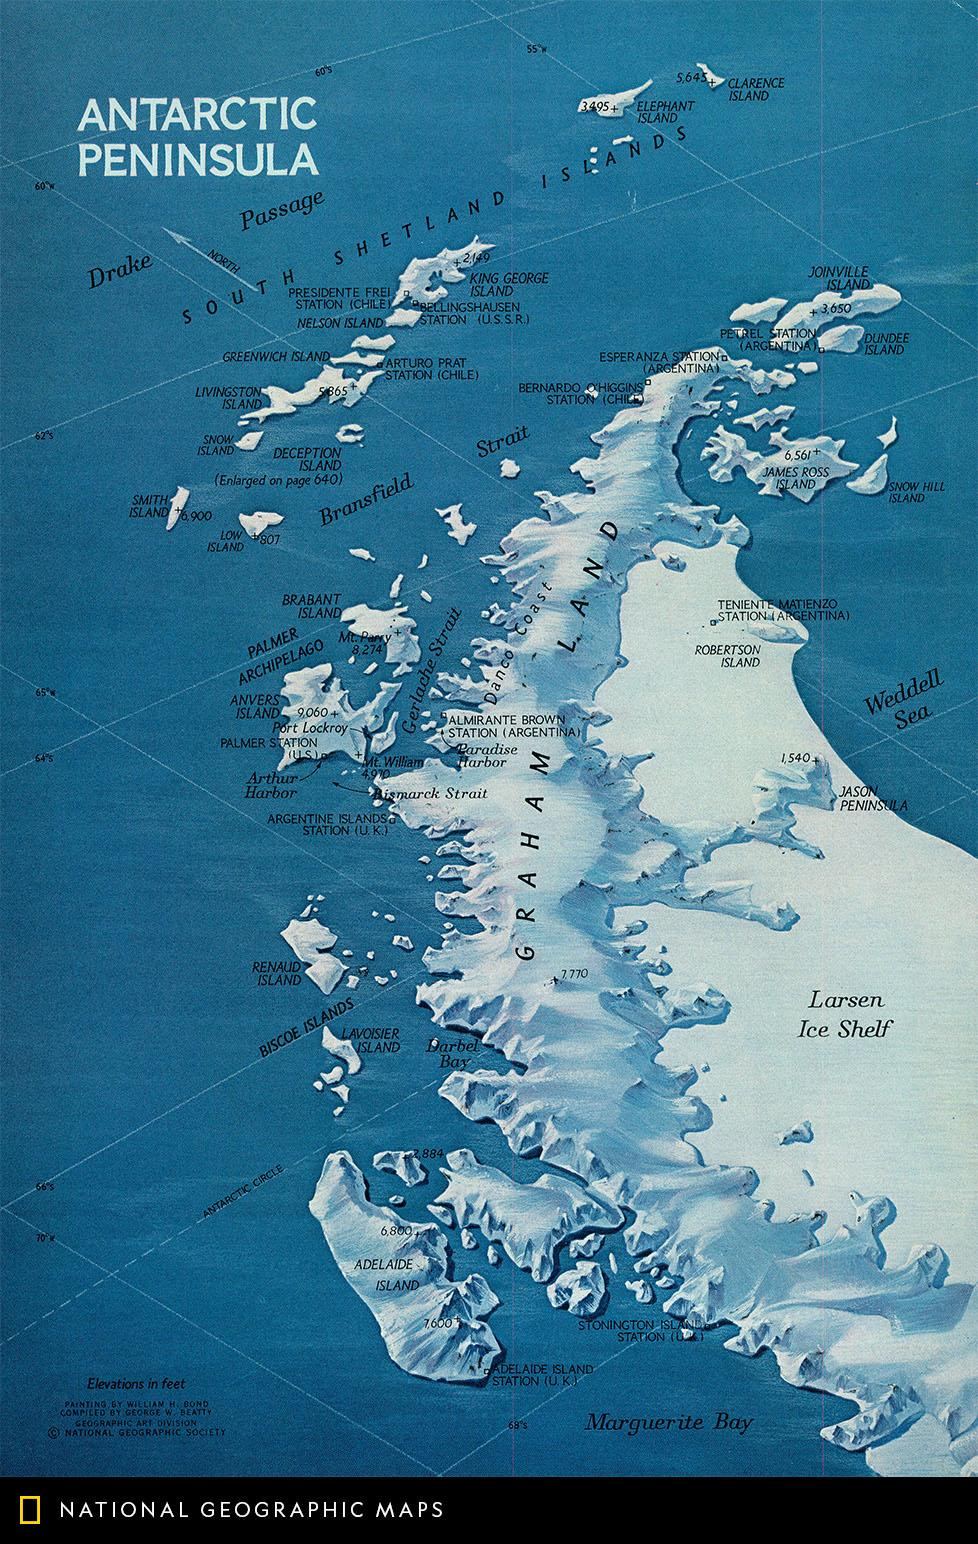 55°W
60°S
5,645
CLARENCE
ISLAND
3,495
ELEPHANT
ISLAND
ANTARCTIC
PENINSULA
60°W
Drake Passage
NORTH
SOUTH SHETLAND ISLANDS
2,149
KING GEORGE
ISLAND
PRESIDENTE FREI
STATION (CHILE)
BELLINGSHAUSEN
STATION (U.S.S.R.)
NELSON ISLAND
JOINVILLE
ISLAND
3,650
PETREL STATION
(ARGENTINA)
DUNDEE
ISLAND
GREENWICH ISLAND
ARTURO PRAT
STATION (CHILE)
ESPERANZA STATION
(ARGENTINA)
BERNARDO O'HIGGINS
STATION (CHILE)
LIVINGSTON
ISLAND
5,865
62°S
SNOW
ISLAND
DECEPTION
ISLAND
(Enlarged on page 640)
Bransfield Strait
6,561
JAMES ROSS
ISLAND
SNOW HILL
ISLAND
SMITH
ISLAND
6,900
LOW
ISLAND
807
BRABANT
ISLAND
Mt. Parry
8,274
PALMER
ARCHIPELAGO
Gerlache Strait
Danco Coast
GRAHAM LAND
TENIENTE MATIENZO
STATION (ARGENTINA)
ROBERTSON
ISLAND
Weddell
Sea
65°W
ANVERS
ISLAND
9,060
Port Lockroy
PALMER STATION
(U.S.)
ALMIRANTE BROWN
STATION (ARGENTINA)
Paradise
Harbor
64°S
Mt. William
4,970
Arthur
Harbor
Bismarck Strait
1,540
JASON
PENINSULA
ARGENTINE ISLANDS
STATION (U.K.)
RENAUD
ISLAND
7,770
Larsen
Ice Shelf
BISCOE ISLANDS
LAVOISIER
ISLAND
Darbel
Bay
2,884
66°S
ANTARCTIC CIRCLE
70°W
6,800
ADELAIDE
ISLAND
7,600
STONINGTON ISLAND
STATION (U.K.)
ADELAIDE ISLAND
STATION (U.K.)
68°S
Marguerite Bay
Elevations in feet
PAINTING BY WILLIAM H. BOND
COMPILED BY GEORGE W. BEATTY
GEOGRAPHIC ART DIVISION
© NATIONAL GEOGRAPHIC SOCIETY
NATIONAL GEOGRAPHIC MAPS